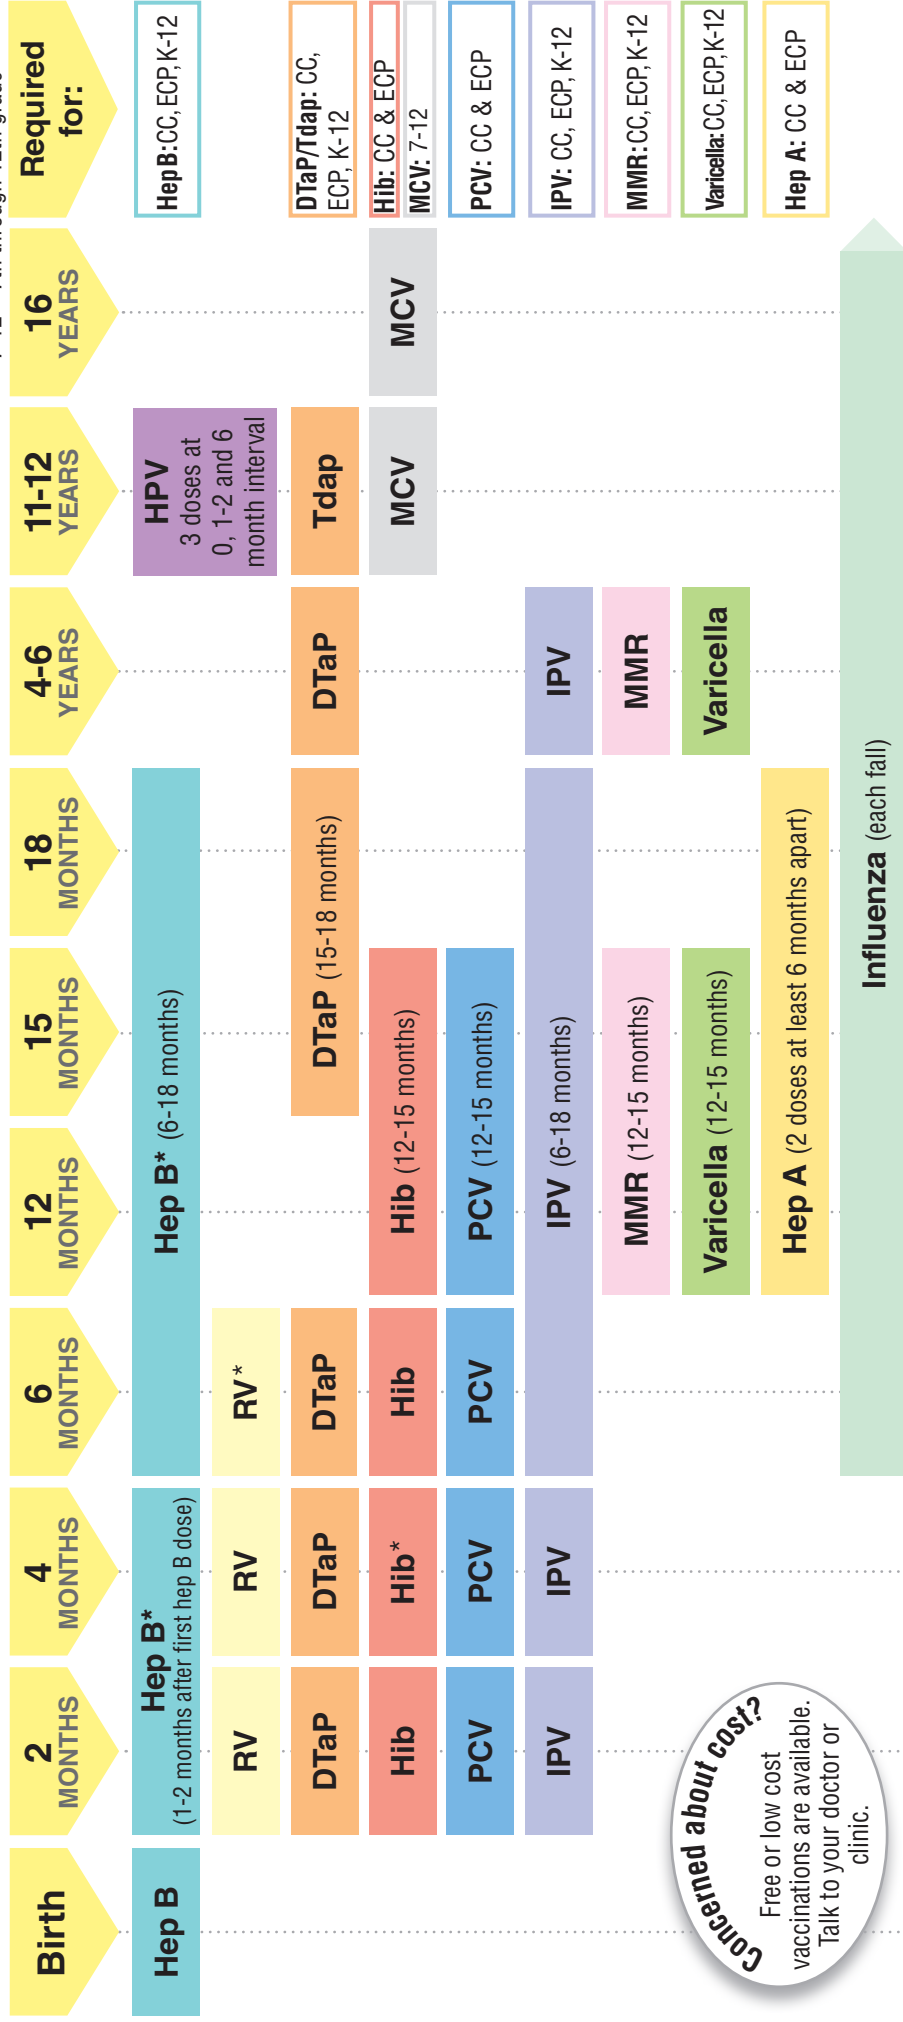 through 12th grade
Birth
2
MONTHS
4
MONTHS
6
MONTHS
12
MONTHS
15
MONTHS
18
MONTHS
4-6
YEARS
11-12
YEARS
16
YEARS
Required
for:
Hep B
Hep B*
(1-2 months after first hep B dose)
Hep B* (6-18 months)
HPV
3 doses at
0, 1-2 and 6
month interval
HepB: CC, ECP, K-12
RV
RV
RV*
DTaP
DTaP
DTaP
DTaP (15-18 months)
DTaP
Tdap
DTaP/Tdap: CC,
ECP, K-12
Hib
Hib*
Hib
Hib (12-15 months)
MCV
MCV
Hib: CC & ECP
MCV: 7-12
PCV
PCV
PCV
PCV (12-15 months)
PCV: CC & ECP
IPV
IPV
IPV (6-18 months)
IPV
IPV: CC, ECP, K-12
MMR (12-15 months)
MMR
MMR: CC, ECP, K-12
Varicella (12-15 months)
Varicella
Varicella: CC, ECP, K-12
Hep A (2 doses at least 6 months apart)
Hep A: CC & ECP
Influenza (each fall)
Concerned about cost?
Free or low cost
vaccinations are available.
Talk to your doctor or
clinic.